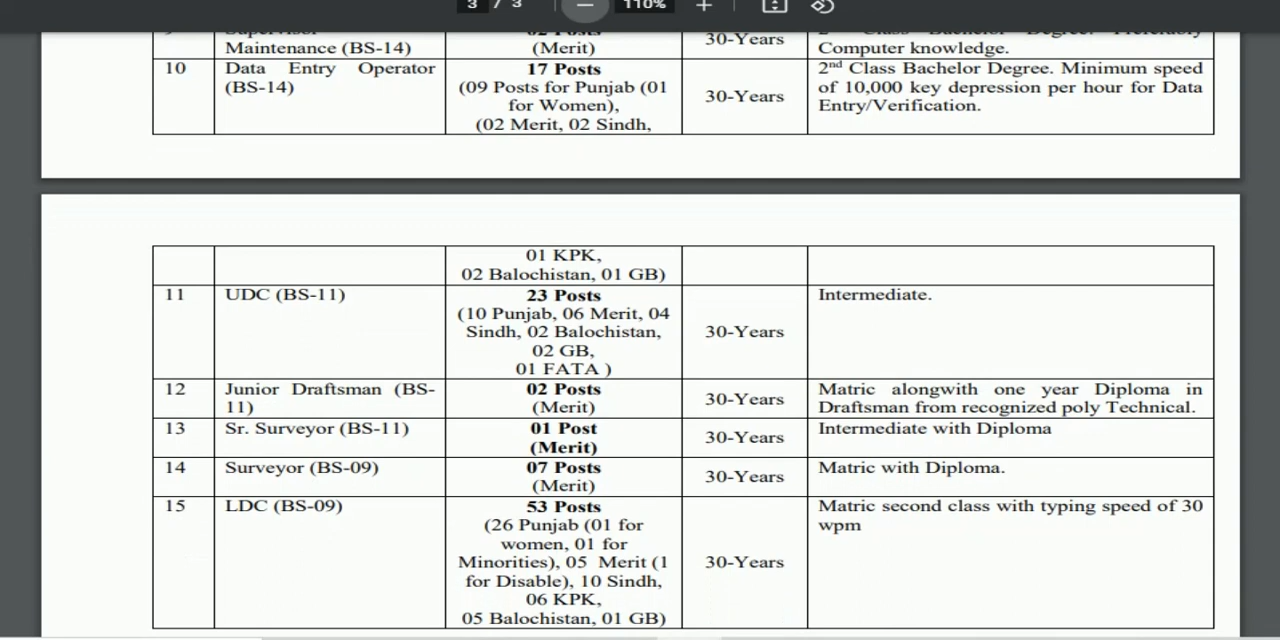 3 / 3 110%
Maintenance (BS-14) (Merit) 30-Years Computer knowledge.
10 Data Entry Operator (BS-14) 17 Posts 30-Years 2nd Class Bachelor Degree. Minimum speed
(09 Posts for Punjab (01 of 10,000 key depression per hour for Data
for Women), Entry/Verification.
(02 Merit, 02 Sindh,
01 KPK,
02 Balochistan, 01 GB)
11 UDC (BS-11) 23 Posts Intermediate.
(10 Punjab, 06 Merit, 04
Sindh, 02 Balochistan, 30-Years
02 GB,
01 FATA )
12 Junior Draftsman (BS- 02 Posts 30-Years Matric alongwith one year Diploma in
11) (Merit) Draftsman from recognized poly Technical.
13 Sr. Surveyor (BS-11) 01 Post 30-Years Intermediate with Diploma
(Merit)
14 Surveyor (BS-09) 07 Posts 30-Years Matric with Diploma.
(Merit)
15 LDC (BS-09) 53 Posts Matric second class with typing speed of 30
(26 Punjab (01 for wpm
women, 01 for
Minorities), 05 Merit (1 30-Years
for Disable), 10 Sindh,
06 KPK,
05 Balochistan, 01 GB)